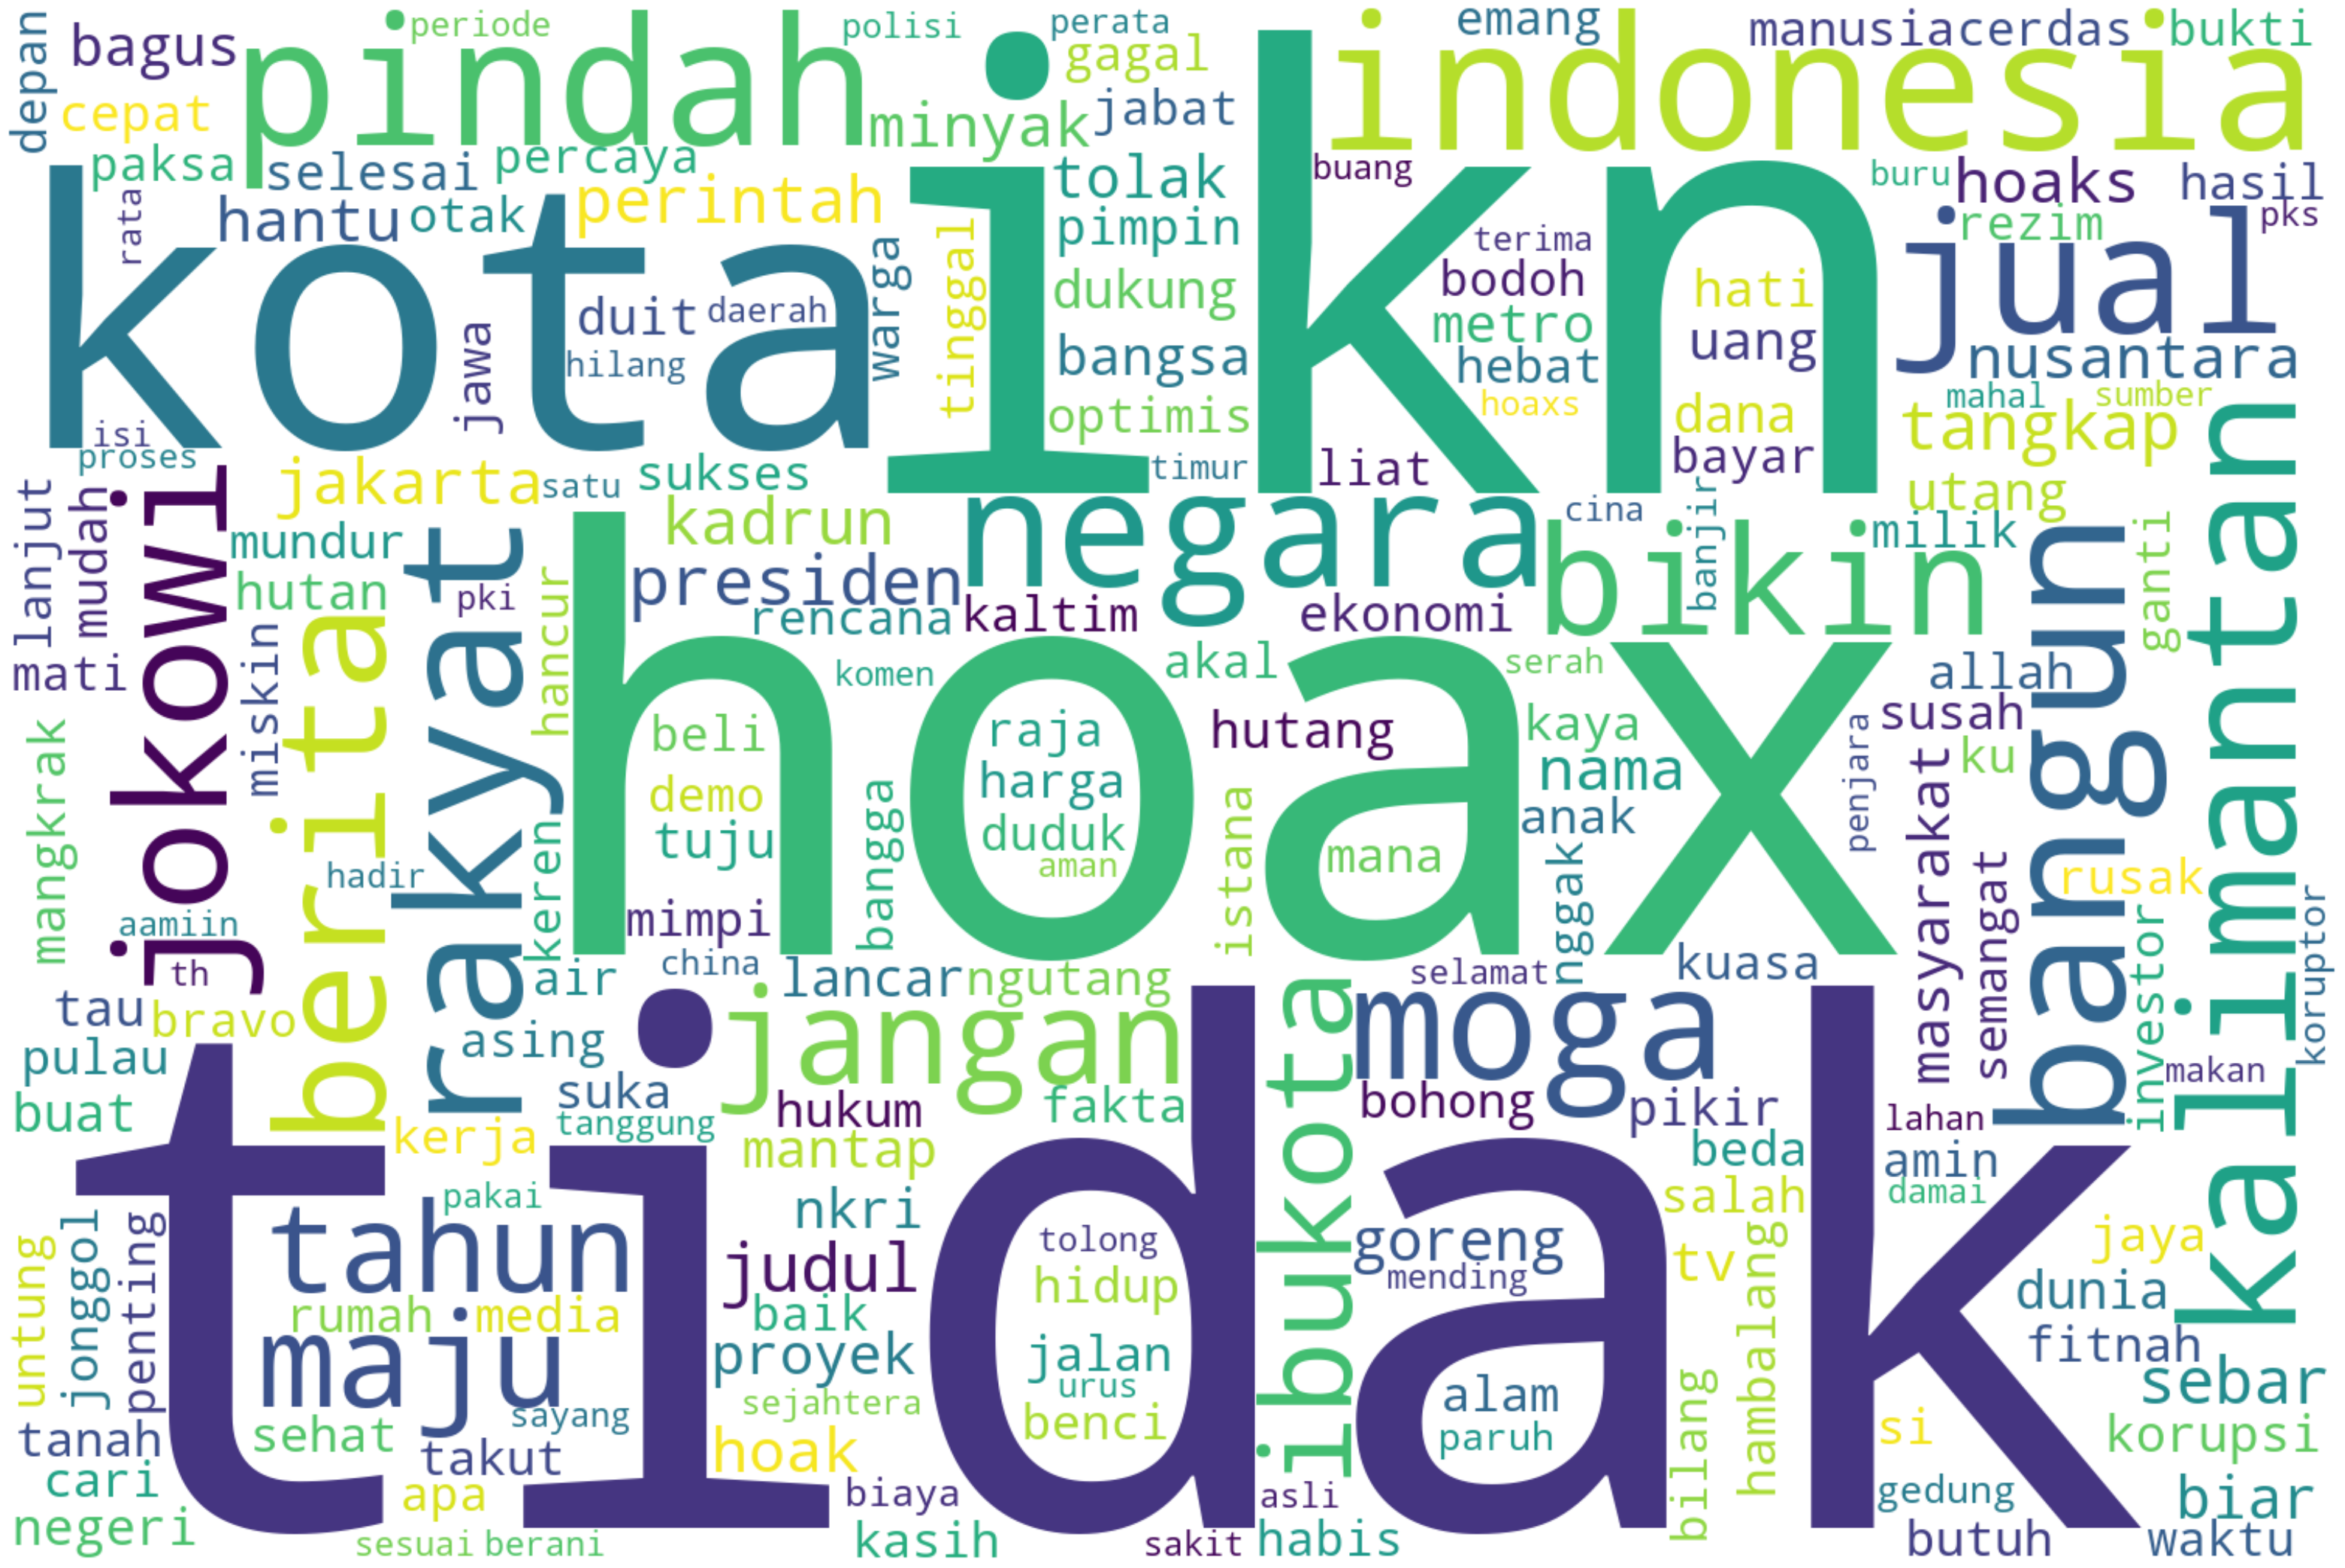 depan
bagus
periode
pindah
polisi
perata
gagal
emang
manusiacerdas
bukti
indonesia
cepat
minyak
jabat
paksa
selesai
percaya
tolak
buang
buru
hoaks
hasil
rata
hantu
otak
perintah
pimpin
terima
rezim
pks
kota
ikn
jual
warga
tinggal
dukung
bodoh
hati
duit
daerah
metro
uang
jawa
hilang
bangsa
hebat
nusantara
optimis
hoaxs
dana
mahal
sumber
tangkap
isi
proses
jakarta
satu
sukses
timur
liat
bayar
lanjut
mudah
jokowi
kadrun
negara
cina
banjir
utang
milik
mundur
bikin
bangun
ganti
kalimantan
hutan
pki
presiden
rencana
kaltim
ekonomi
rakyat
berita
hancur
mati
miskin
komen
akal
serah
allah
hoax
beli
raja
hutang
kaya
susah
ku
penjara
masyarakat
mangkrak
demo
harga
nama
tuju
duduk
bangga
istana
anak
aman
mana
keren
nggak
hadir
rusak
semangat
aamiin
mimpi
investor
koruptor
th
air
china
lancar
ngutang
selamat
kuasa
tau
bravo
jangan
ibukota
moga
asing
pulau
suka
makan
buat
hukum
fakta
bohong
pikir
lahan
kerja
tanggung
mantap
beda
amin
tidak
pakai
nkri
salah
damai
untung
jonggol
penting
tahun
tolong
goreng
tv
hambalang
jaya
judul
hidup
mending
dunia
rumah
media
baik
maju
proyek
jalan
fitnah
urus
alam
bilang
sebar
sejahtera
sayang
benci
paruh
si
korupsi
tanah
sehat
takut
hoak
cari
apa
biaya
asli
gedung
biar
negeri
sesuai
berani
kasih
sakit
habis
butuh
waktu